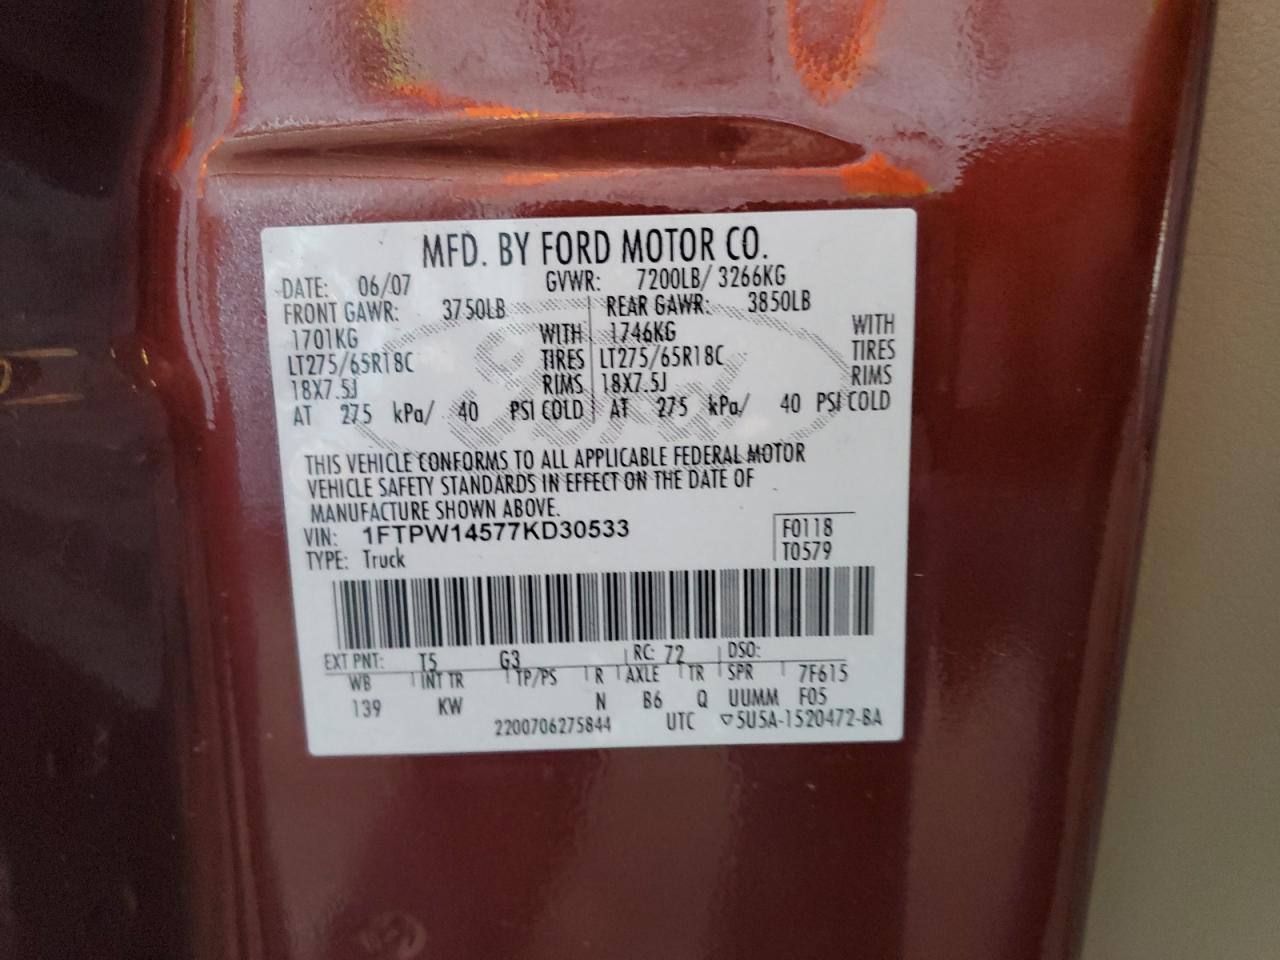 MFD. BY FORD MOTOR CO.
DATE: 06/07 GVWR: 7200LB/ 3266KG
FRONT GAWR: 3750LB REAR GAWR: 3850LB
1701KG WITH 1746KG WITH
LT275/65R18C TIRES LT275/65R18C TIRES
18X7.5J RIMS 18X7.5J RIMS
AT 275 kPa/ 40 PSI COLD AT 275 kPa/ 40 PSI COLD
Ford
THIS VEHICLE CONFORMS TO ALL APPLICABLE FEDERAL MOTOR
VEHICLE SAFETY STANDARDS IN EFFECT ON THE DATE OF
MANUFACTURE SHOWN ABOVE.
VIN: 1FTPW14577KD30533 F0118
TYPE: Truck T0579
EXT PNT: T5 G3 RC: 72 DSO:
WB INT TR TP/PS R AXLE TR SPR 7F615
139 KW N B6 Q UUMM F05
2200706275844 UTC ▽5U5A-1520472-BA